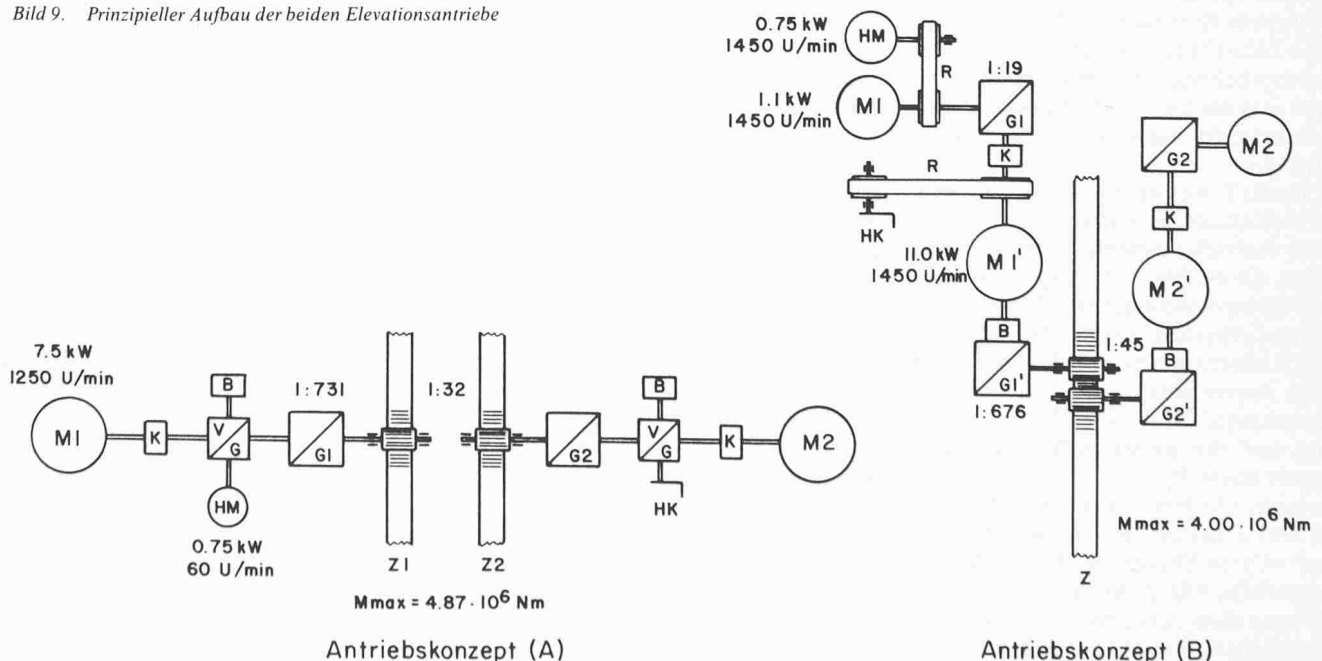 Bild 9. Prinzipieller Aufbau der beiden Elevationsantriebe
7.5 kW
1250 U/min
M1
K
B
V
G
HM
0.75 kW
60 U/min
1:731
G1
1:32
Z1
Z2
G2
B
V
G
HK
K
M2
Mmax = 4.87 · 10⁶ Nm
Antriebskonzept (A)
0.75 kW
1450 U/min
HM
R
1.1 kW
1450 U/min
M1
1:19
G1
K
R
HK
11.0 kW
1450 U/min
M1'
B
G1'
1:676
1:45
G2
M2
K
M2'
B
G2'
Mmax = 4.00 · 10⁶ Nm
Z
Antriebskonzept (B)